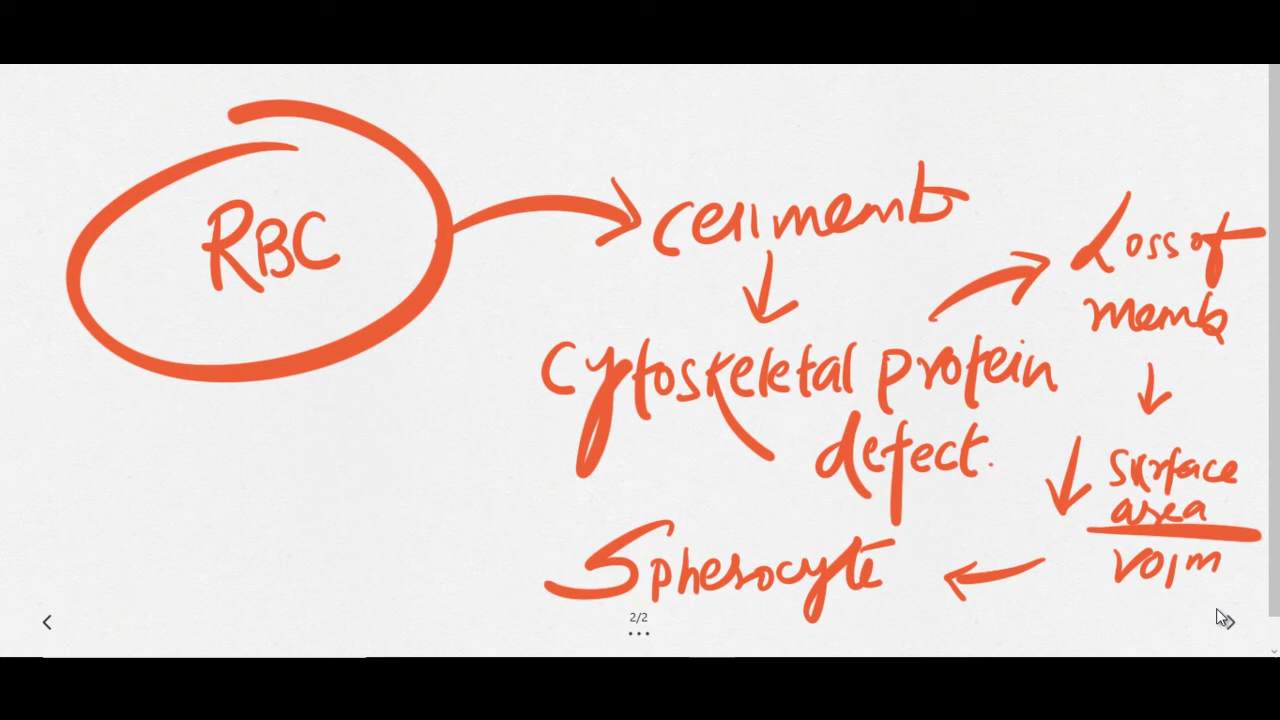 RBC
Cell memb
Cytoskeletal protein
defect.
Loss of
memb
↓ surface
area
volm
Spherocyte
2/2